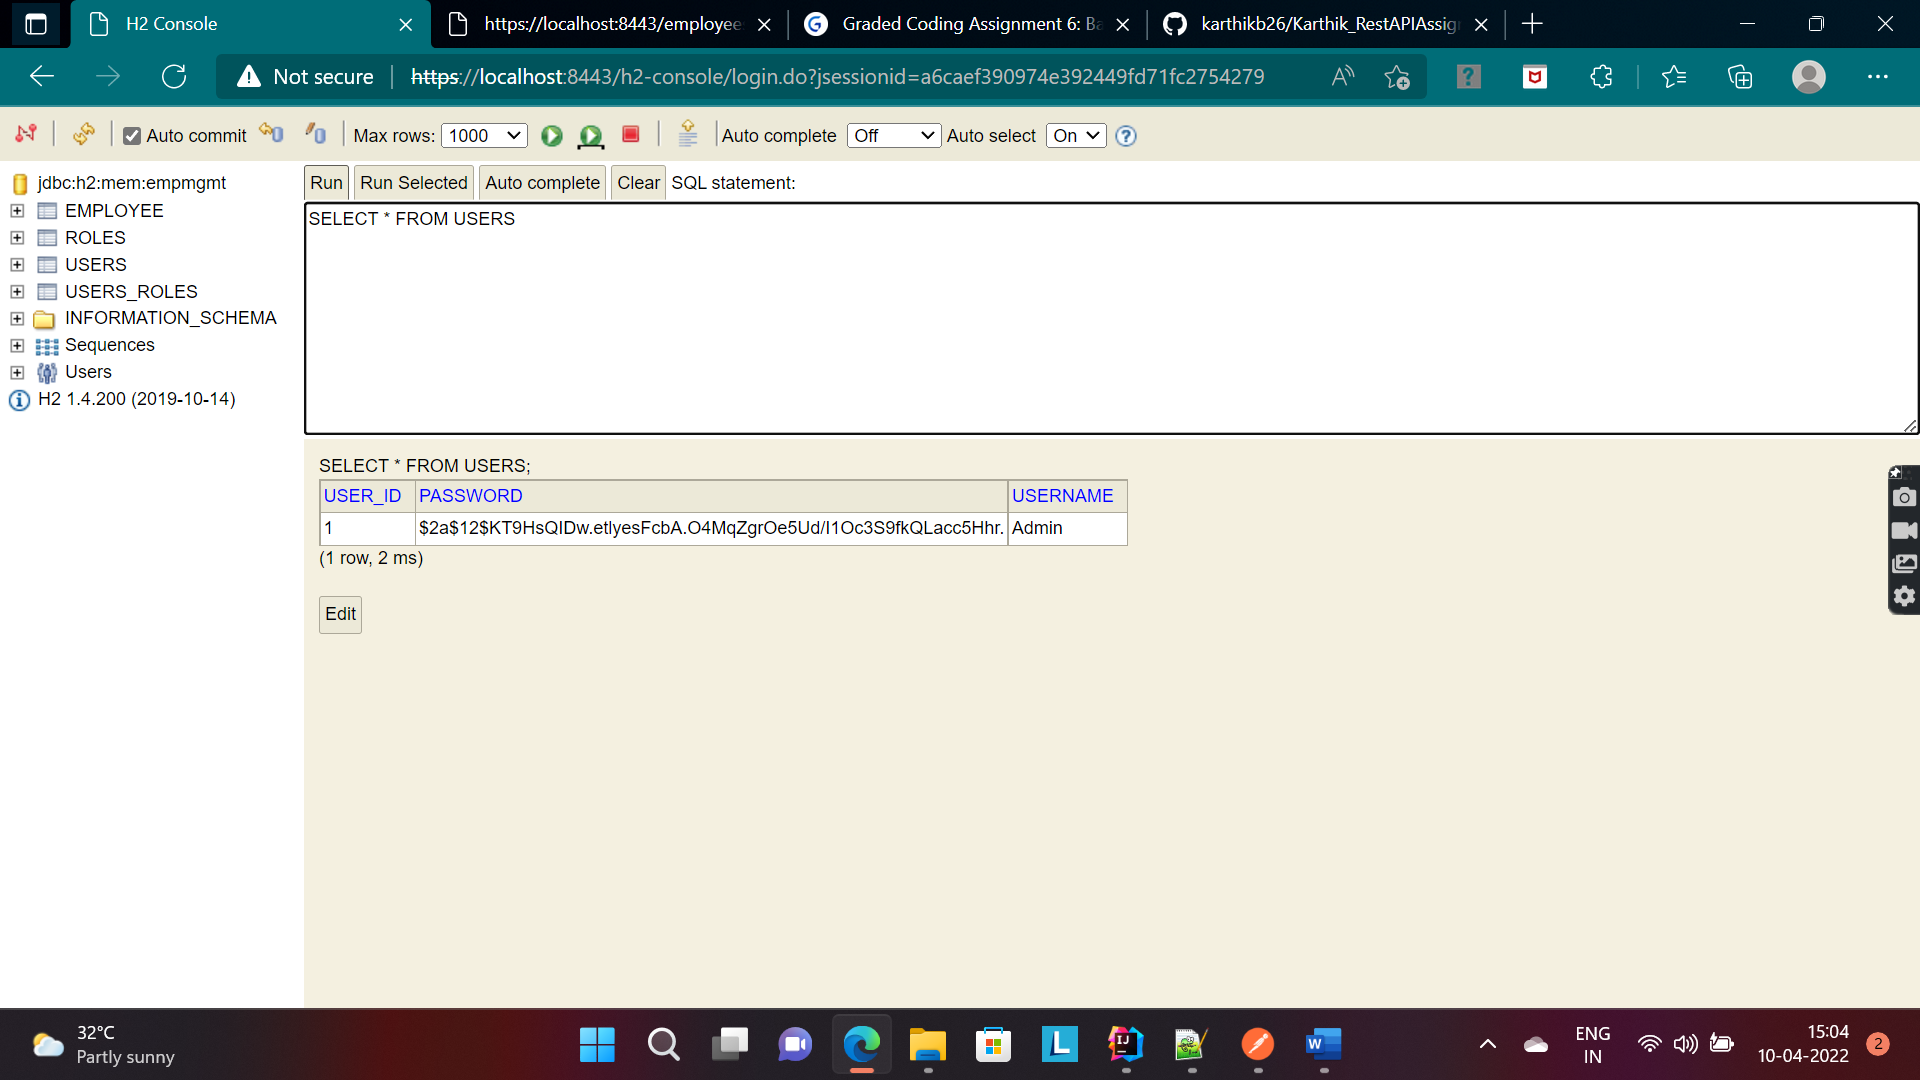 H2 Console
https://localhost:8443/employee
Graded Coding Assignment 6: Ba
karthikb26/Karthik_RestAPIAssig
Not secure
https://localhost:8443/h2-console/login.do?jsessionid=a6caef390974e392449fd71fc2754279
Auto commit
Max rows: 1000
Auto complete Off
Auto select On
jdbc:h2:mem:empmgmt
EMPLOYEE
ROLES
USERS
USERS_ROLES
INFORMATION_SCHEMA
Sequences
Users
H2 1.4.200 (2019-10-14)
Run Run Selected Auto complete Clear SQL statement:
SELECT * FROM USERS
SELECT * FROM USERS;
USER_ID PASSWORD USERNAME
1 $2a$12$KT9HsQIDw.etlyesFcbA.O4MqZgrOe5Ud/I1Oc3S9fkQLacc5Hhr. Admin
(1 row, 2 ms)
Edit
32°C
Partly sunny
ENG
IN
15:04
10-04-2022
2